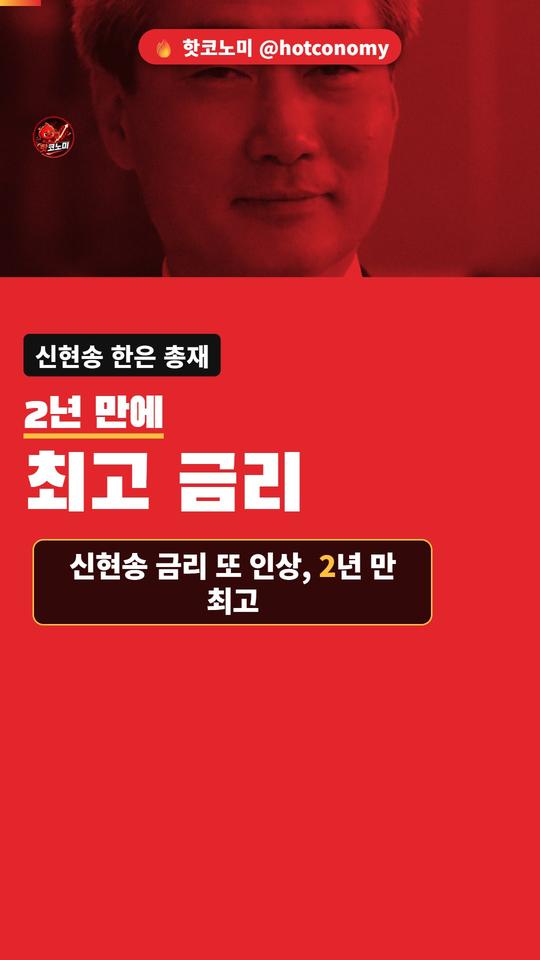 핫코노미 @hotconomy
핫코노미
신현송 한은 총재
2년 만에
최고 금리
신현송 금리 또 인상, 2년 만
최고